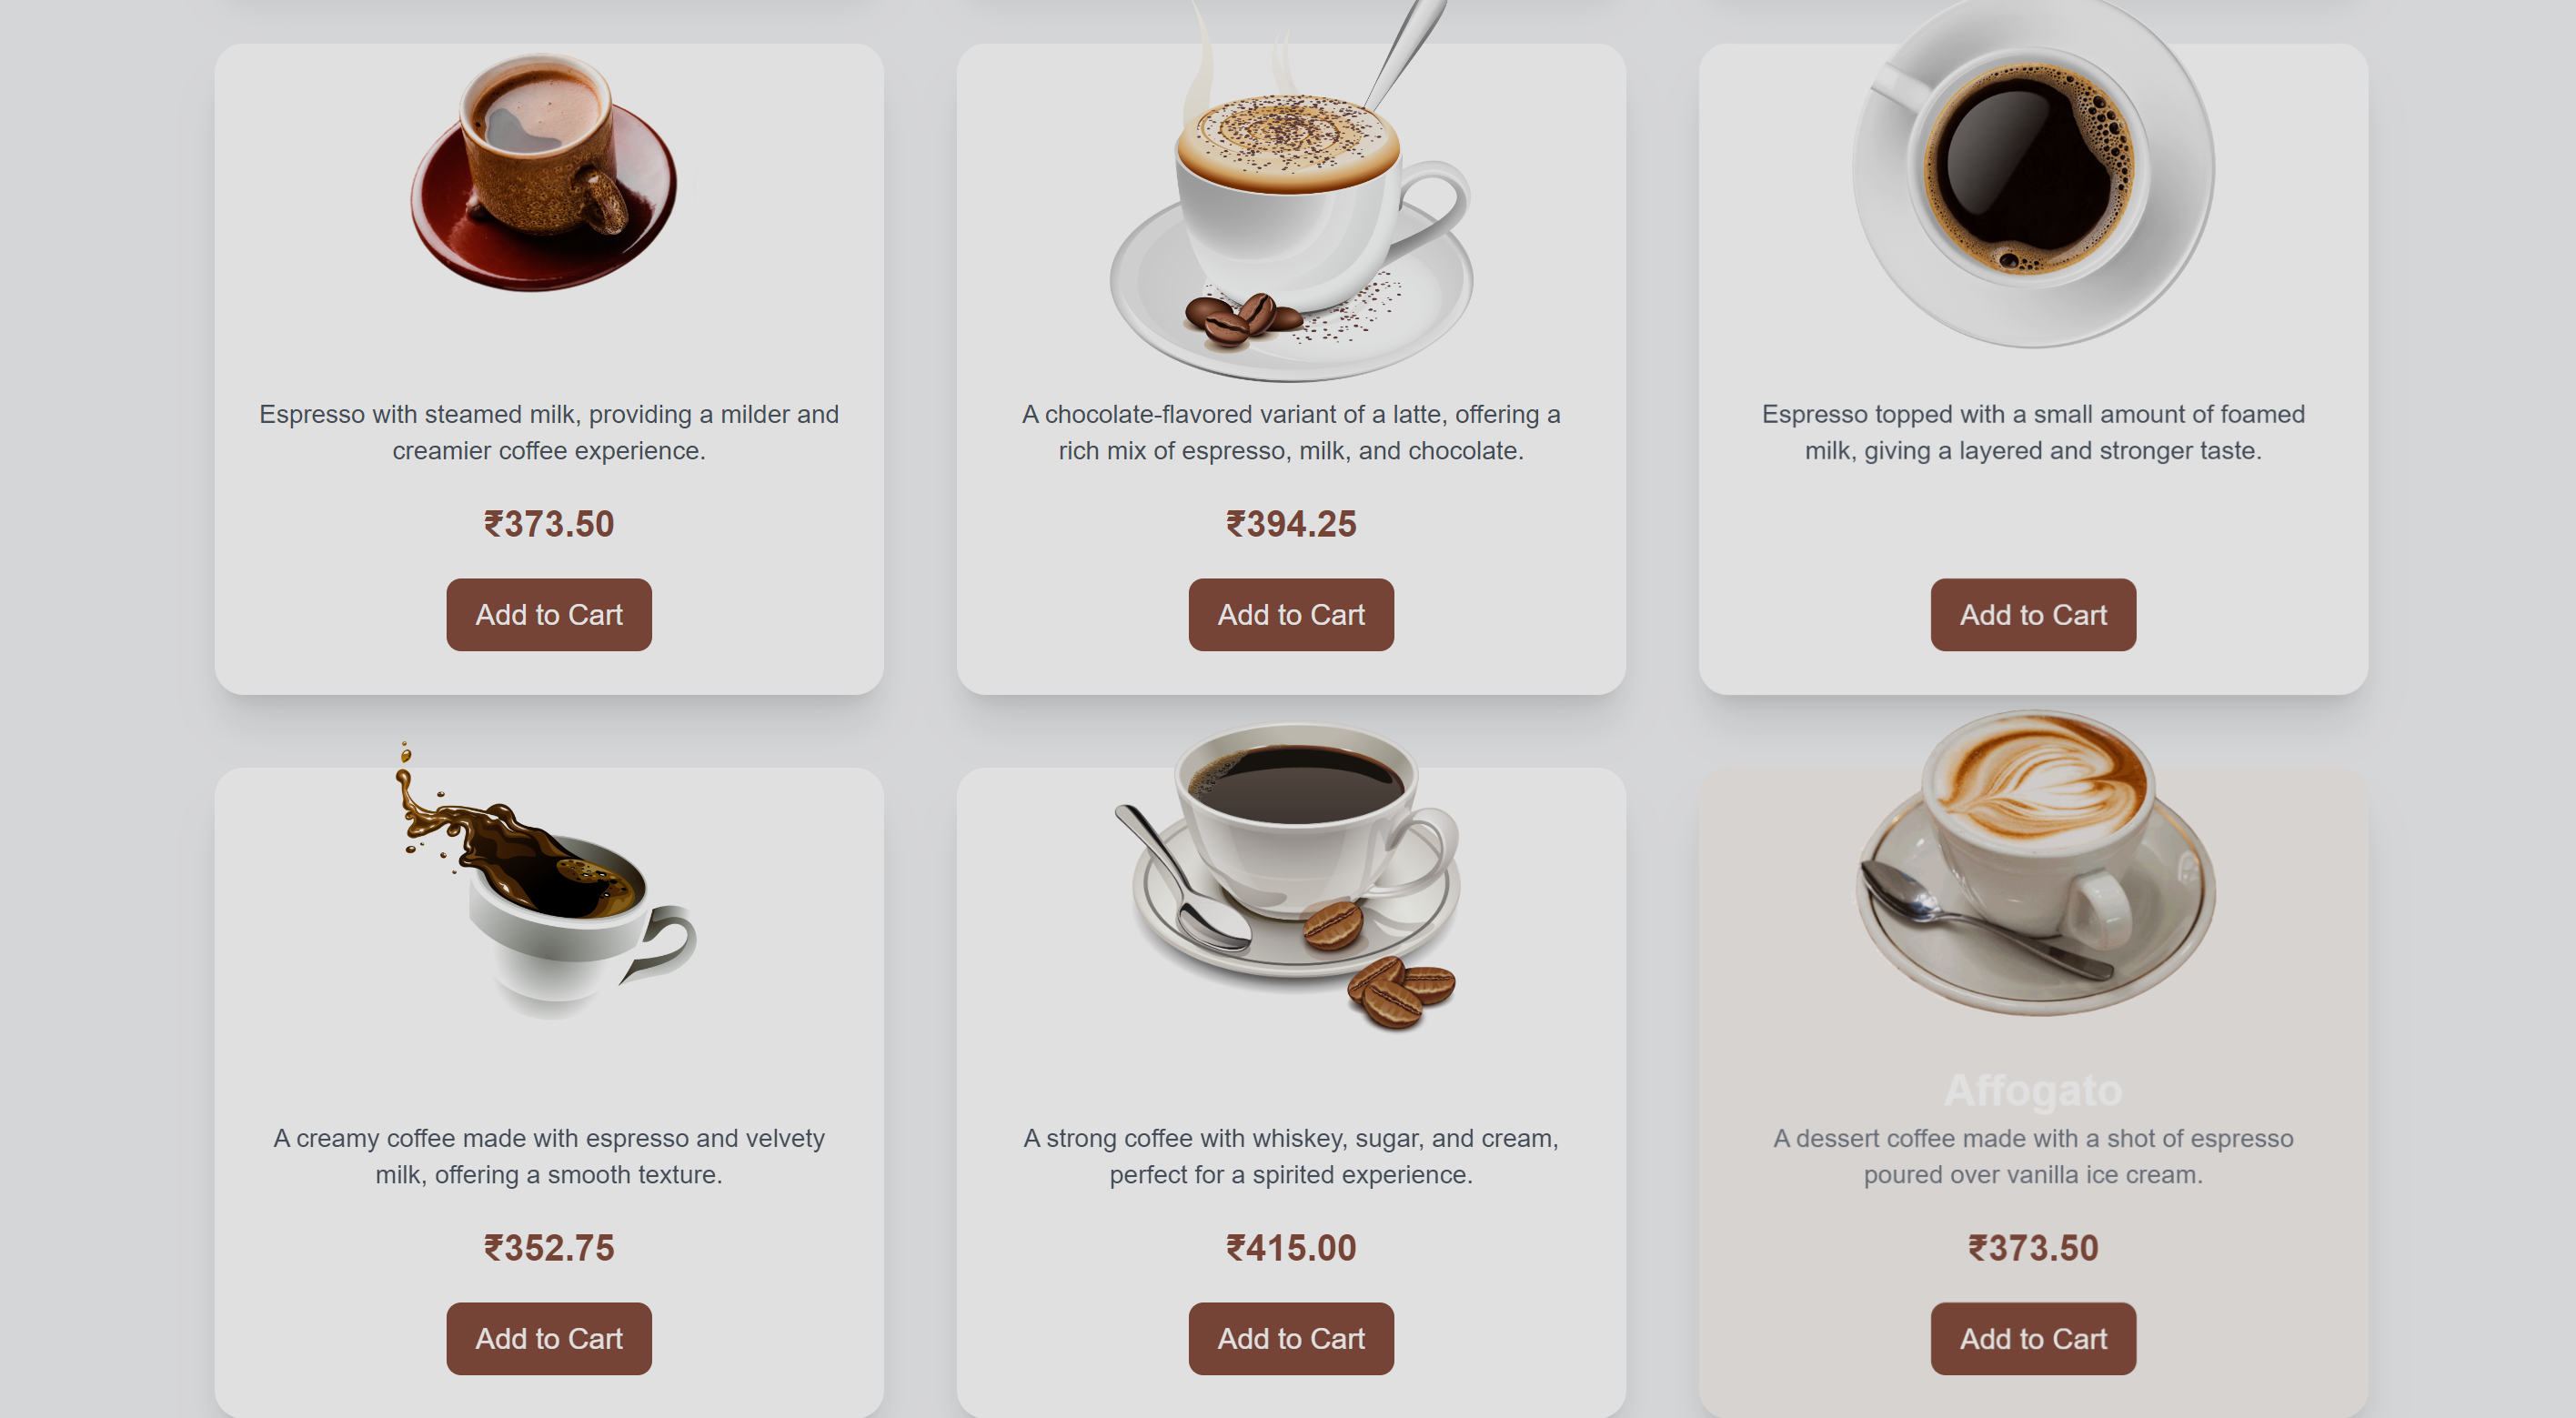 Espresso with steamed milk, providing a milder and
creamier coffee experience.
₹373.50
Add to Cart
A chocolate-flavored variant of a latte, offering a
rich mix of espresso, milk, and chocolate.
₹394.25
Add to Cart
Espresso topped with a small amount of foamed
milk, giving a layered and stronger taste.
Add to Cart
A creamy coffee made with espresso and velvety
milk, offering a smooth texture.
₹352.75
Add to Cart
A strong coffee with whiskey, sugar, and cream,
perfect for a spirited experience.
₹415.00
Add to Cart
Affogato
A dessert coffee made with a shot of espresso
poured over vanilla ice cream.
₹373.50
Add to Cart